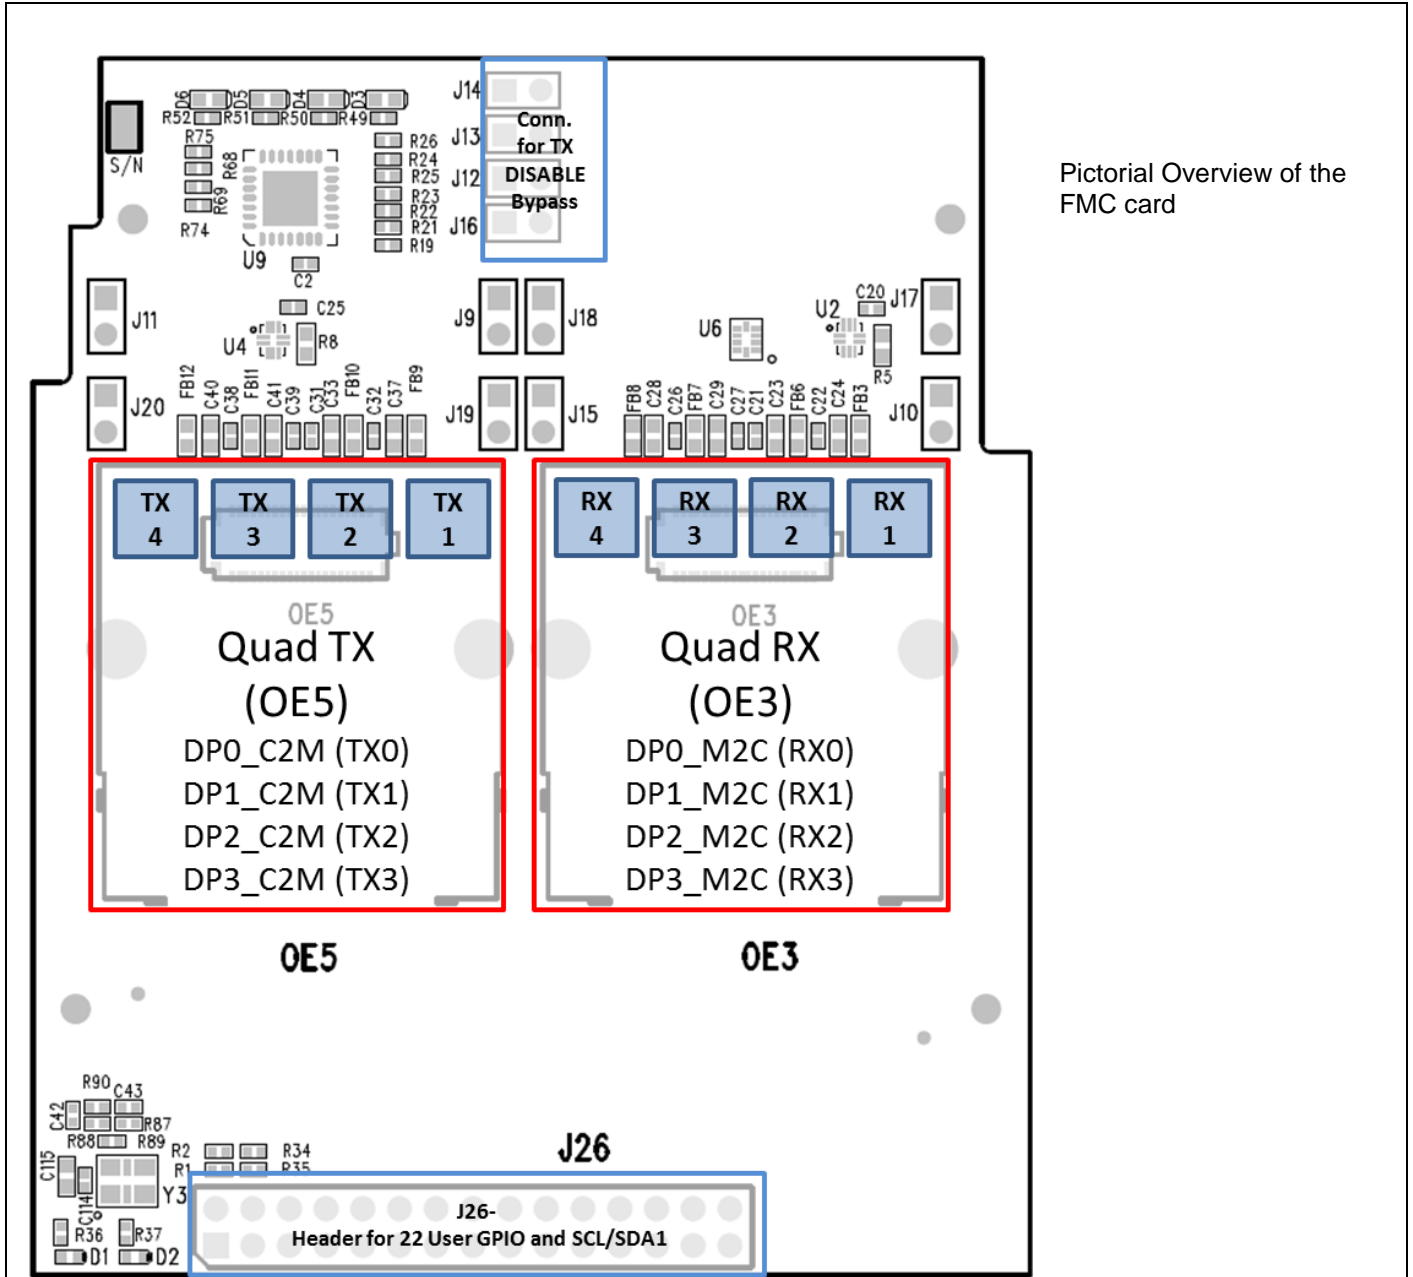 Pictorial Overview of the
FMC card
D6
D5
D4
D3
R52
R51
R50
R49
S/N
R75
R68
R69
R74
U9
C2
R26
R24
R25
R23
R22
R21
R19
J14
J13
J12
J16
Conn.
for TX
DISABLE
Bypass
J11
C25
U4
R8
J9
J18
U6
U2
C20
J17
R5
J20
FB12
C40
C38
FB11
C41
C39
C31
C33
FB10
C32
C37
FB9
J19
J15
FB8
C28
C26
FB7
C29
C27
C21
C23
FB6
C22
C24
FB3
J10
TX
4
TX
3
TX
2
TX
1
RX
4
RX
3
RX
2
RX
1
OE5
Quad TX
(OE5)
DP0_C2M (TX0)
DP1_C2M (TX1)
DP2_C2M (TX2)
DP3_C2M (TX3)
OE5
OE3
Quad RX
(OE3)
DP0_M2C (RX0)
DP1_M2C (RX1)
DP2_M2C (RX2)
DP3_M2C (RX3)
OE3
R90
C43
C42
R87
R88
R89
C115
C114
Y3
R2
R34
R1
R35
R36
R37
D1
D2
J26
J26-
Header for 22 User GPIO and SCL/SDA1